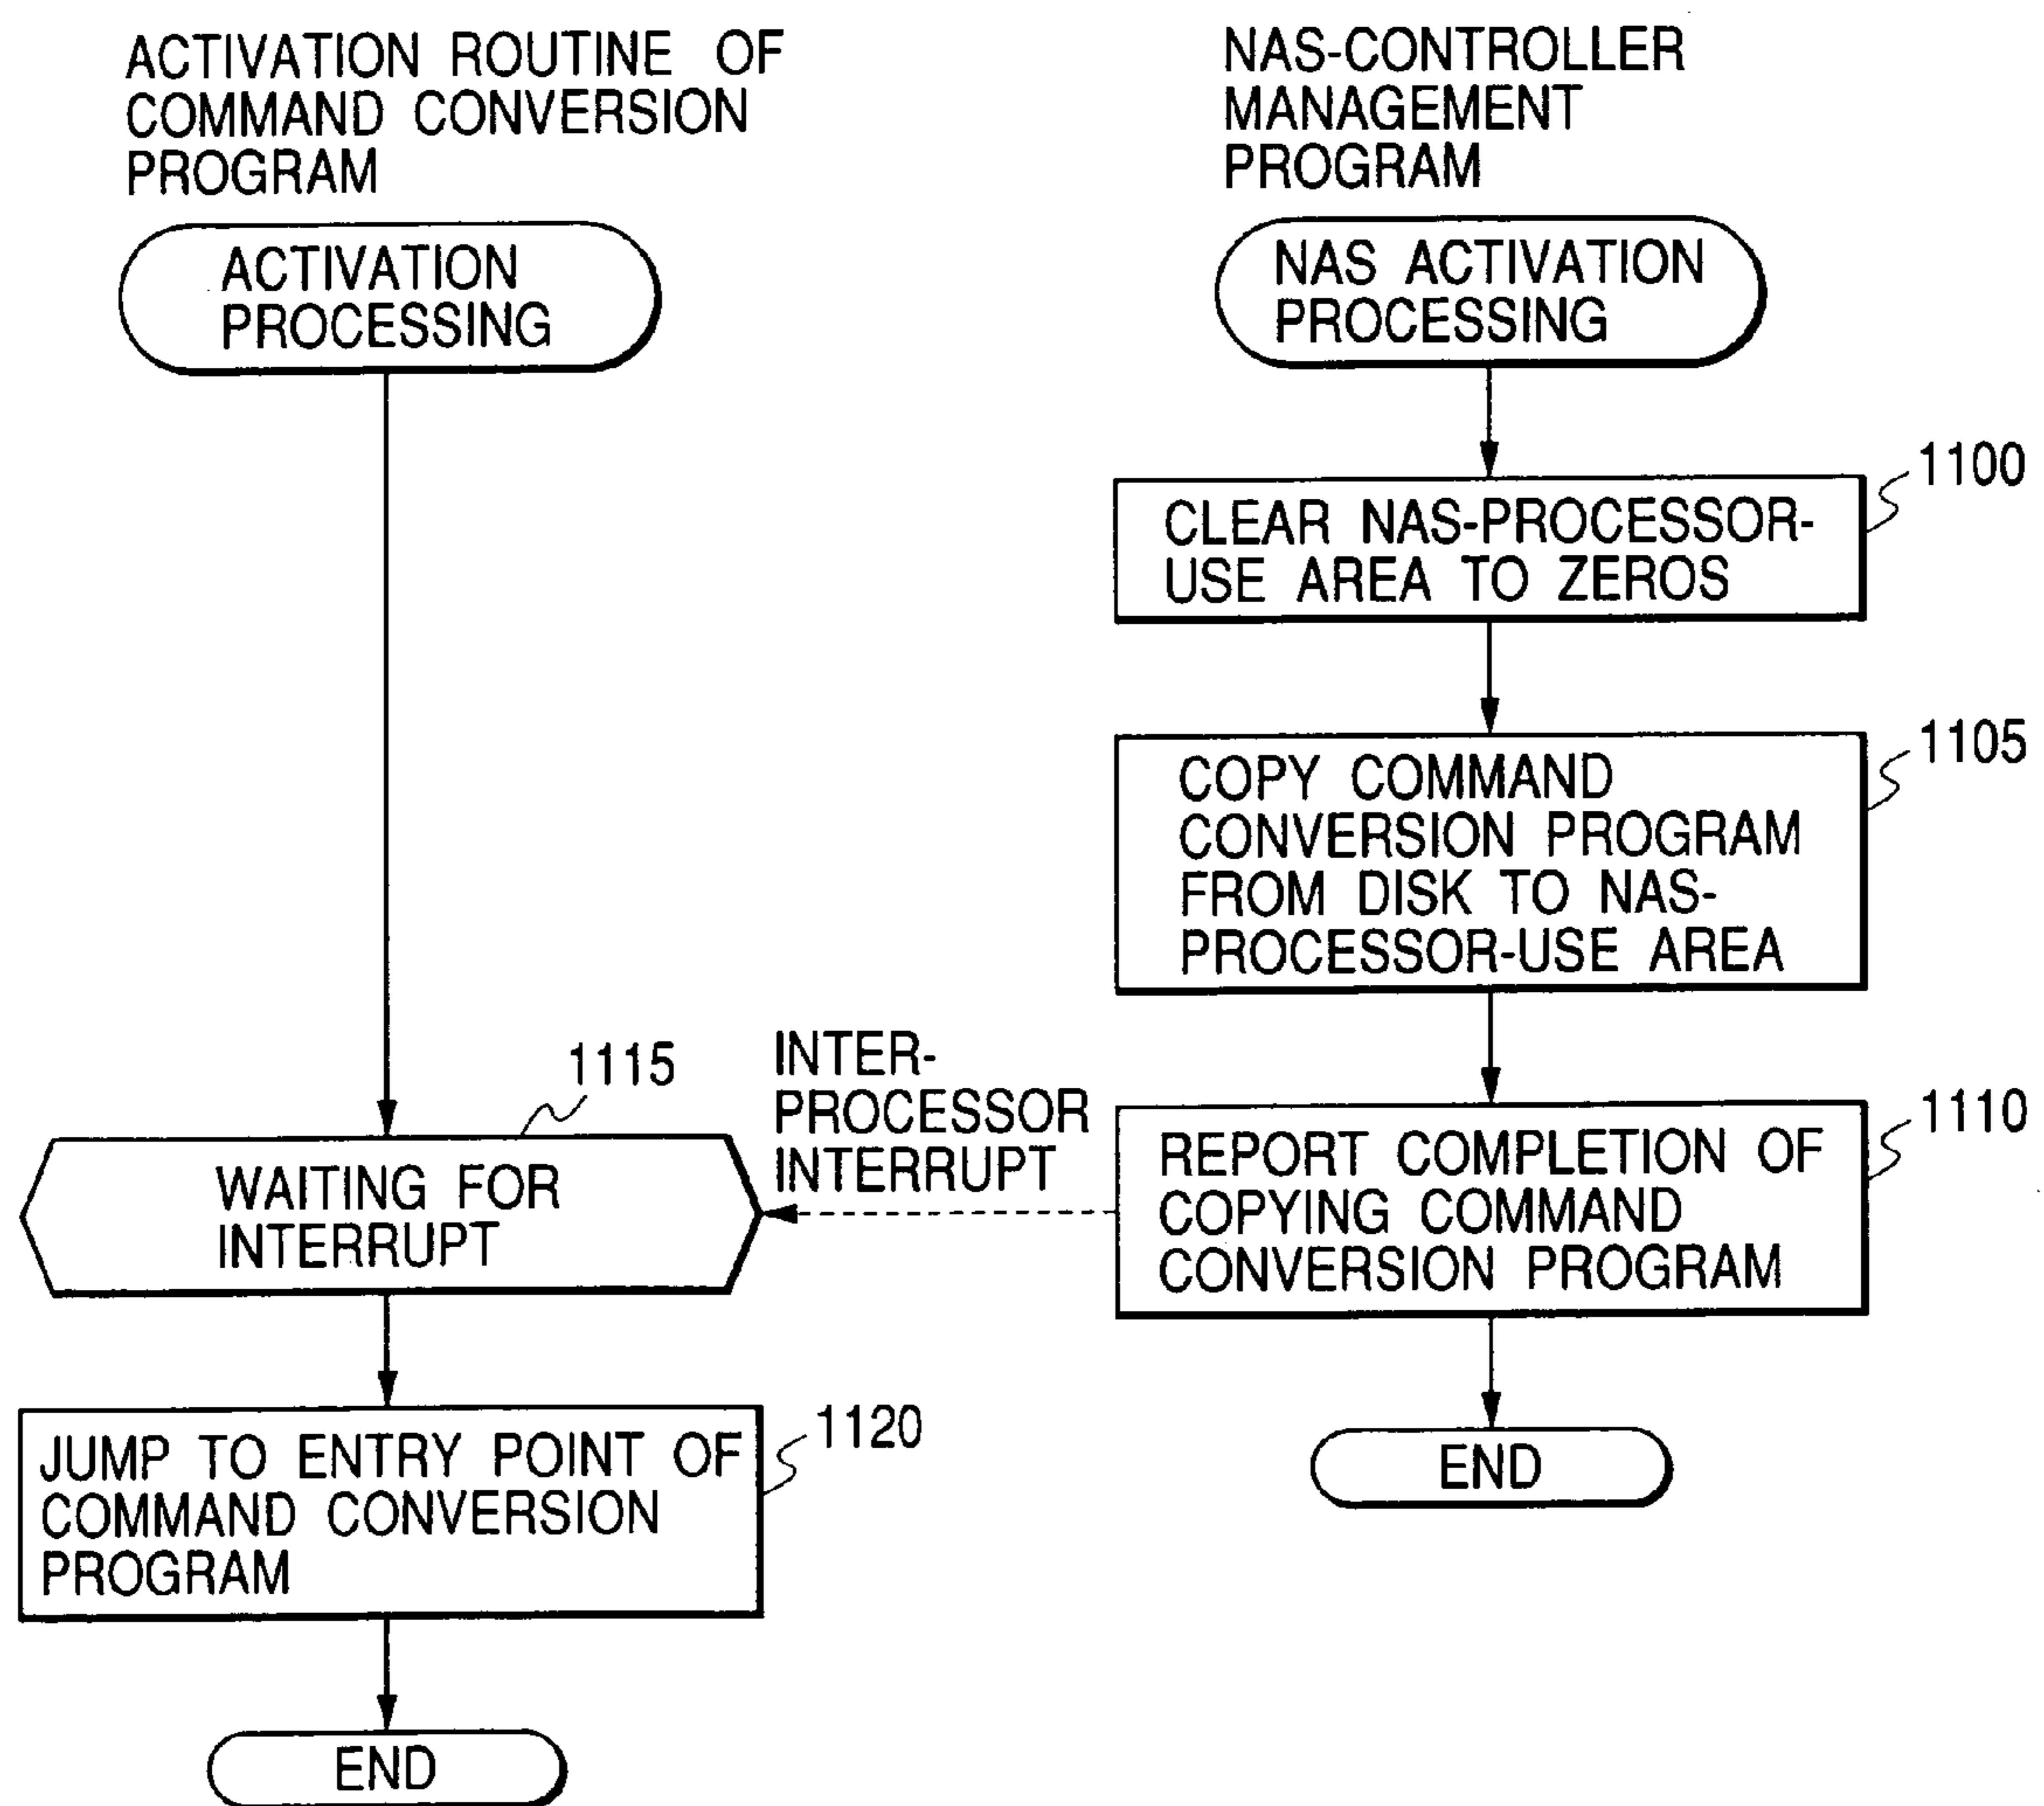 ACTIVATION ROUTINE OF
COMMAND CONVERSION
PROGRAM
ACTIVATION
PROCESSING
1115
WAITING FOR
INTERRUPT
INTER-
PROCESSOR
INTERRUPT
1120
JUMP TO ENTRY POINT OF
COMMAND CONVERSION
PROGRAM
END
NAS-CONTROLLER
MANAGEMENT
PROGRAM
NAS ACTIVATION
PROCESSING
1100
CLEAR NAS-PROCESSOR-
USE AREA TO ZEROS
1105
COPY COMMAND
CONVERSION PROGRAM
FROM DISK TO NAS-
PROCESSOR-USE AREA
1110
REPORT COMPLETION OF
COPYING COMMAND
CONVERSION PROGRAM
END